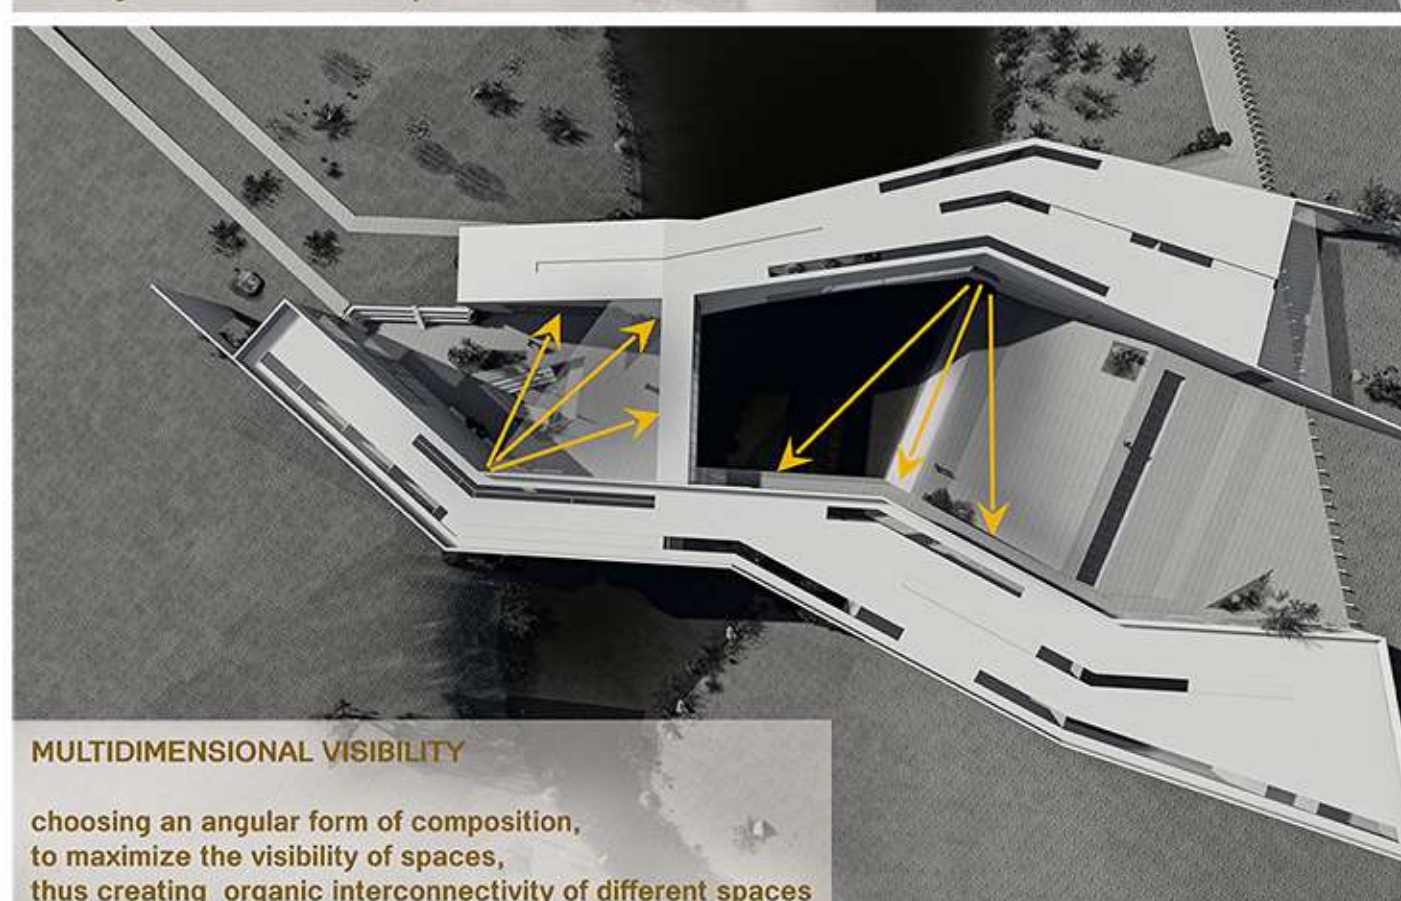 MULTIDIMENSIONAL VISIBILITY
choosing an angular form of composition,
to maximize the visibility of spaces,
thus creating organic interconnectivity of different spaces